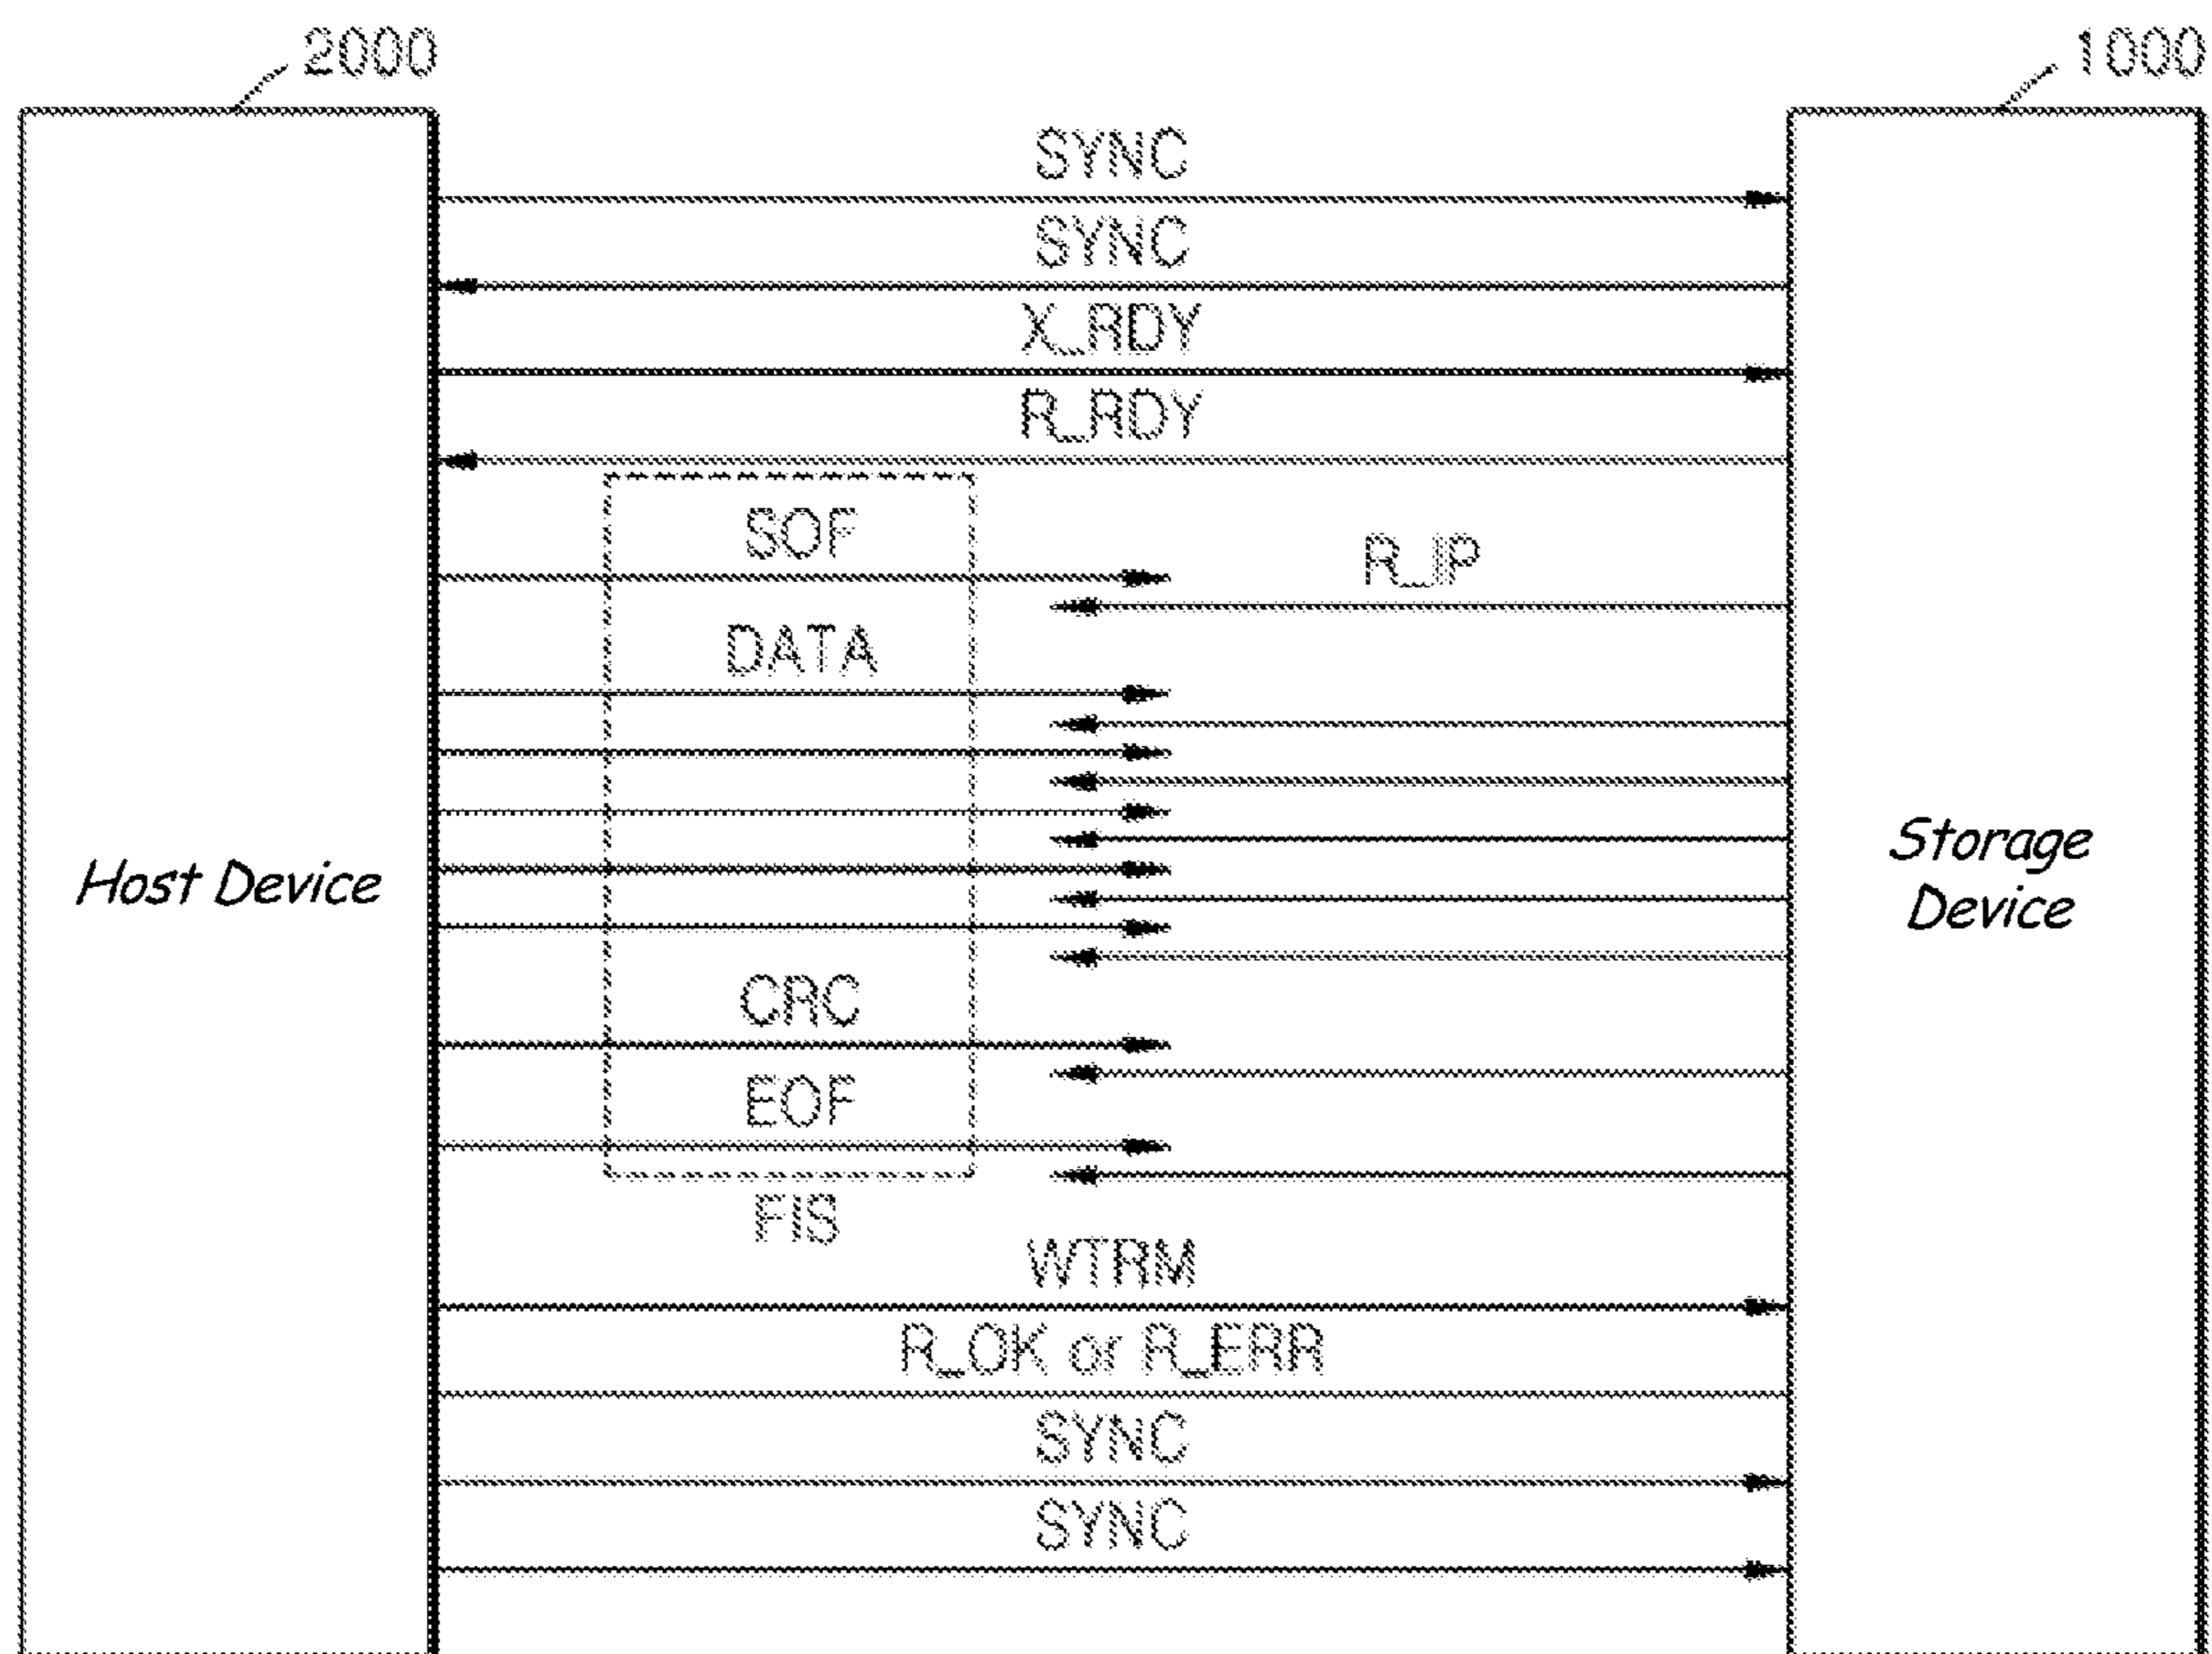 2000
1000
SYNC
SYNC
X_RDY
R_RDY
SOF
R_IP
DATA
Host Device
Storage
Device
CRC
EOF
FIS
WTRM
R_OK or R_ERR
SYNC
SYNC